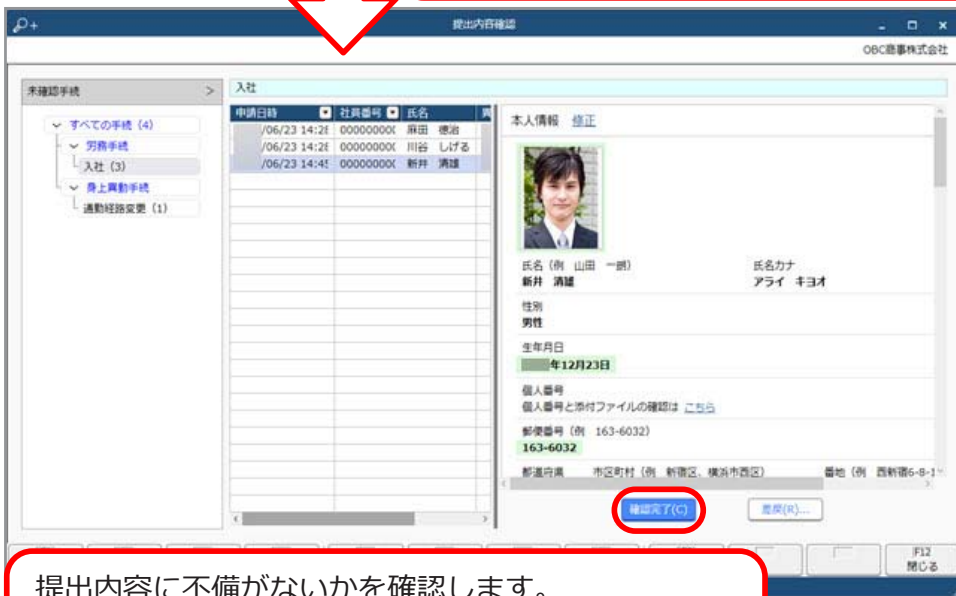 提出内容確認
OBC商事株式会社
未確認手続 >
入社
すべての手続 (4)
労務手続
入社 (3)
身上異動手続
通勤経路変更 (1)
申請日時 社員番号 氏名
/06/23 14:28 00000000 麻田 徳治
/06/23 14:28 00000000 川谷 しげる
/06/23 14:45 00000000 新井 清雄
本人情報 修正
氏名 (例 山田 一朗) 氏名カナ
新井 清雄 アライ キヨオ
性別
男性
生年月日
年12月23日
個人番号
個人番号と添付ファイルの確認は こちら
郵便番号 (例 163-6032)
163-6032
都道府県 市区町村 (例 新宿区、横浜市西区) 番地 (例 西新宿6-8-1
確認完了(C) 差戻(R)...
F12
閉じる
提出内容に不備がないかを確認します。